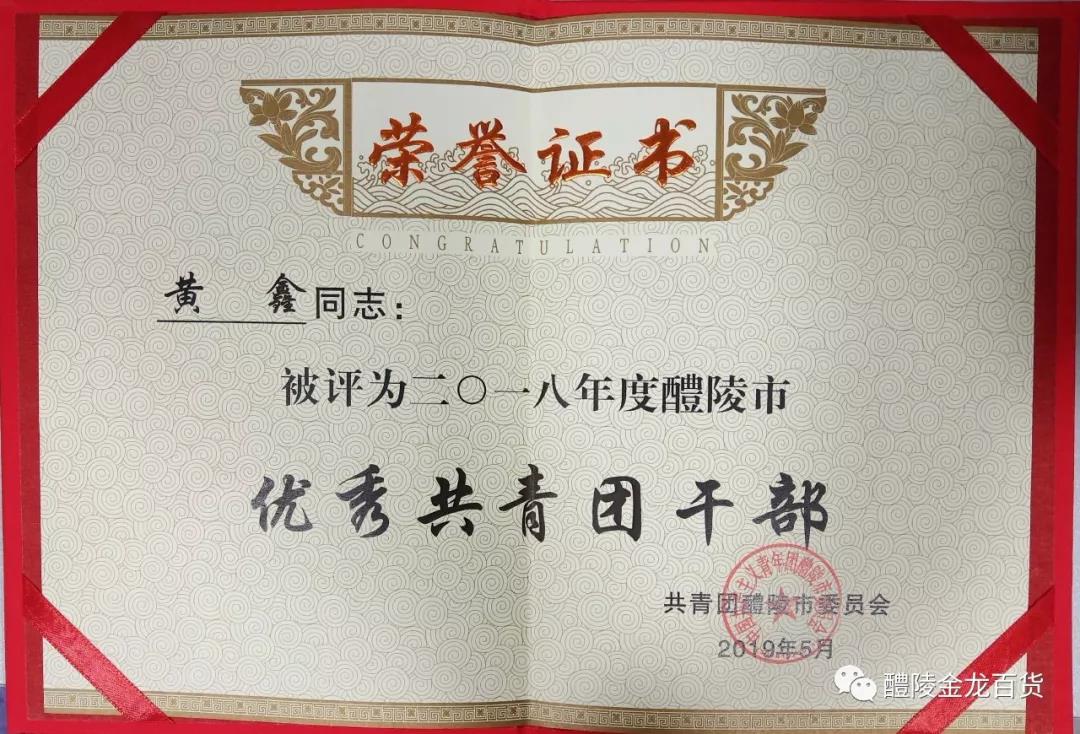 荣誉证书
CONGRATULATION
黄 鑫同志：
被评为二〇一八年度醴陵市
优秀共青团干部
共青团醴陵市委员会
2019年5月
醴陵金龙百货